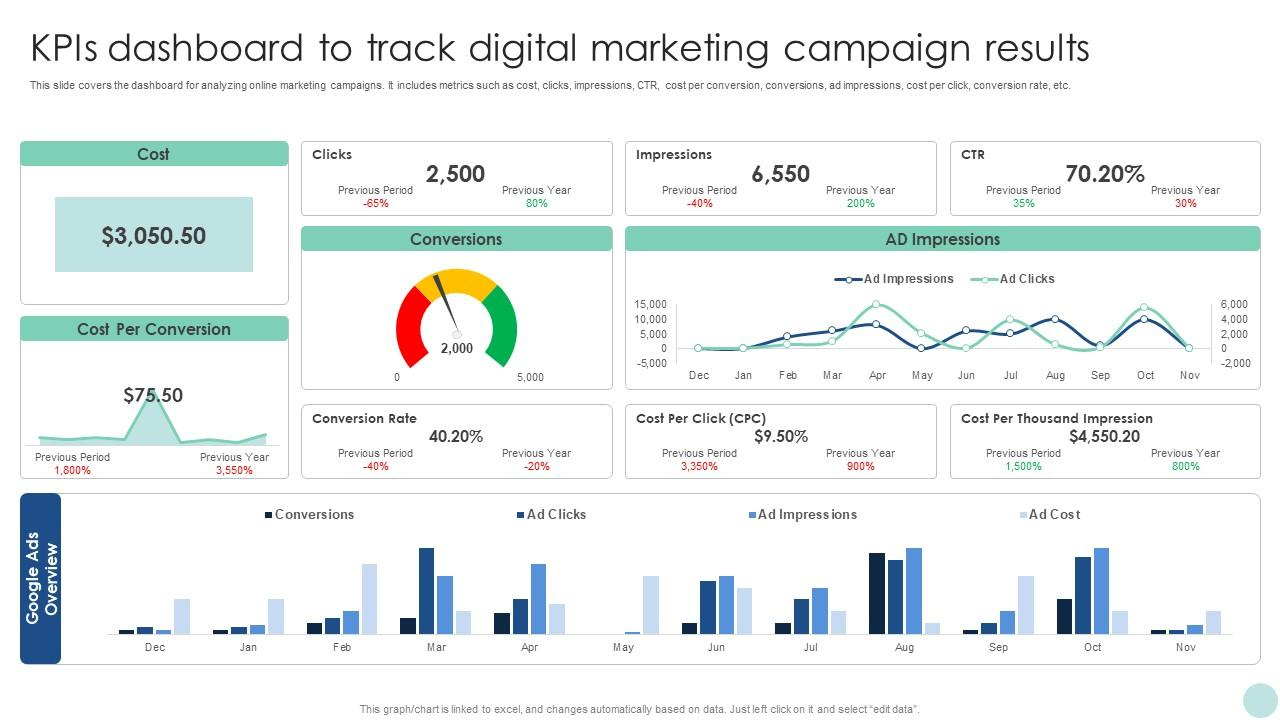 KPIs dashboard to track digital marketing campaign results
This slide covers the dashboard for analyzing online marketing campaigns. It includes metrics such as cost, clicks, impressions, CTR, cost per conversion, conversions, ad impressions, cost per click, conversion rate, etc.
Cost
$3,050.50
Clicks
2,500
Previous Period Previous Year
-65% 80%
Impressions
6,550
Previous Period Previous Year
-40% 200%
CTR
70.20%
Previous Period Previous Year
35% 30%
Cost Per Conversion
$75.50
Previous Period Previous Year
1,800% 3,550%
Conversions
2,000
0 5,000
AD Impressions
Ad Impressions Ad Clicks
15,000 6,000
10,000 4,000
5,000 2,000
0 0
-5,000 -2,000
Dec Jan Feb Mar Apr May Jun Jul Aug Sep Oct Nov
Conversion Rate
40.20%
Previous Period Previous Year
-40% -20%
Cost Per Click (CPC)
$9.50%
Previous Period Previous Year
3,350% 900%
Cost Per Thousand Impression
$4,550.20
Previous Period Previous Year
1,500% 800%
Google Ads
Overview
Conversions Ad Clicks Ad Impressions Ad Cost
Dec Jan Feb Mar Apr May Jun Jul Aug Sep Oct Nov
This graph/chart is linked to excel, and changes automatically based on data. Just left click on it and select “edit data”.